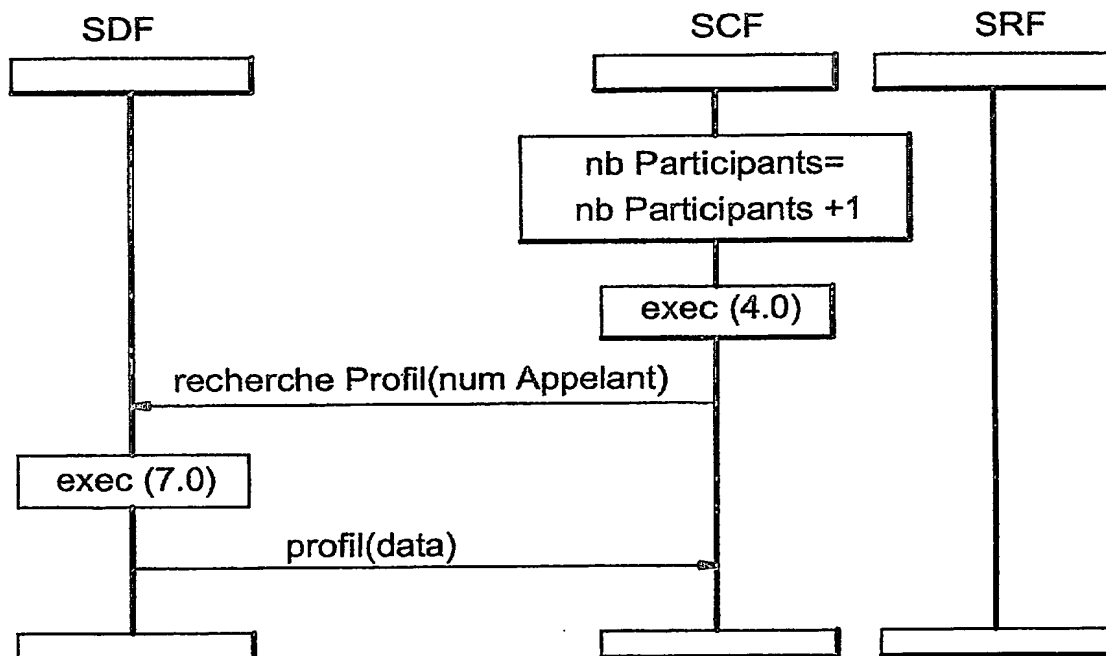 SDF
SCF
SRF
nb Participants=
nb Participants +1
exec (4.0)
recherche Profil(num Appelant)
exec (7.0)
profil(data)